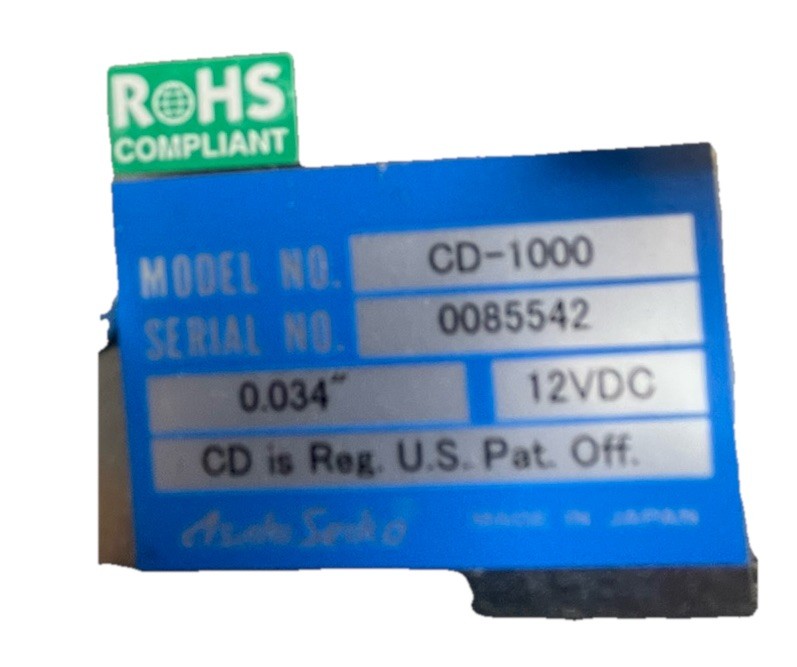 ROHS
COMPLIANT
MODEL NO. CD-1000
SERIAL NO. 0085542
0.034″ 12VDC
CD is Reg. U.S. Pat. Off.
MADE IN JAPAN